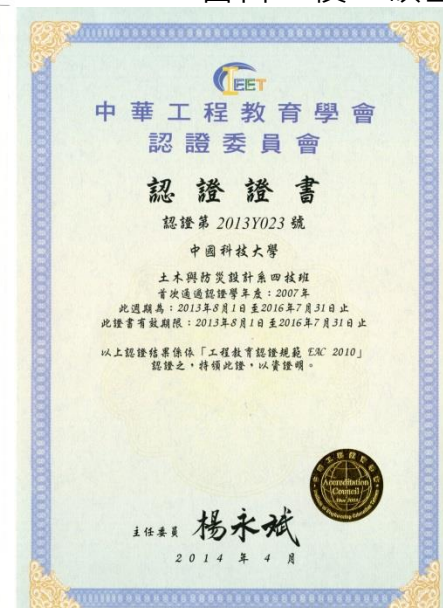 IEET
中華工程教育學會
認證委員會
認證證書
認證第 2013Y023 號
中國科技大學
土木與防災設計系四技班
首次通過認證學年度：2007年
此週期為：2013年8月1日至2016年7月31日止
此證書有效期限：2013年8月1日至2016年7月31日止
以上認證結果係依「工程教育認證規範 EAC 2010」
認證之，持頒此證，以資證明。
Accreditation
Council
主任委員 楊永斌
2014 年 4 月